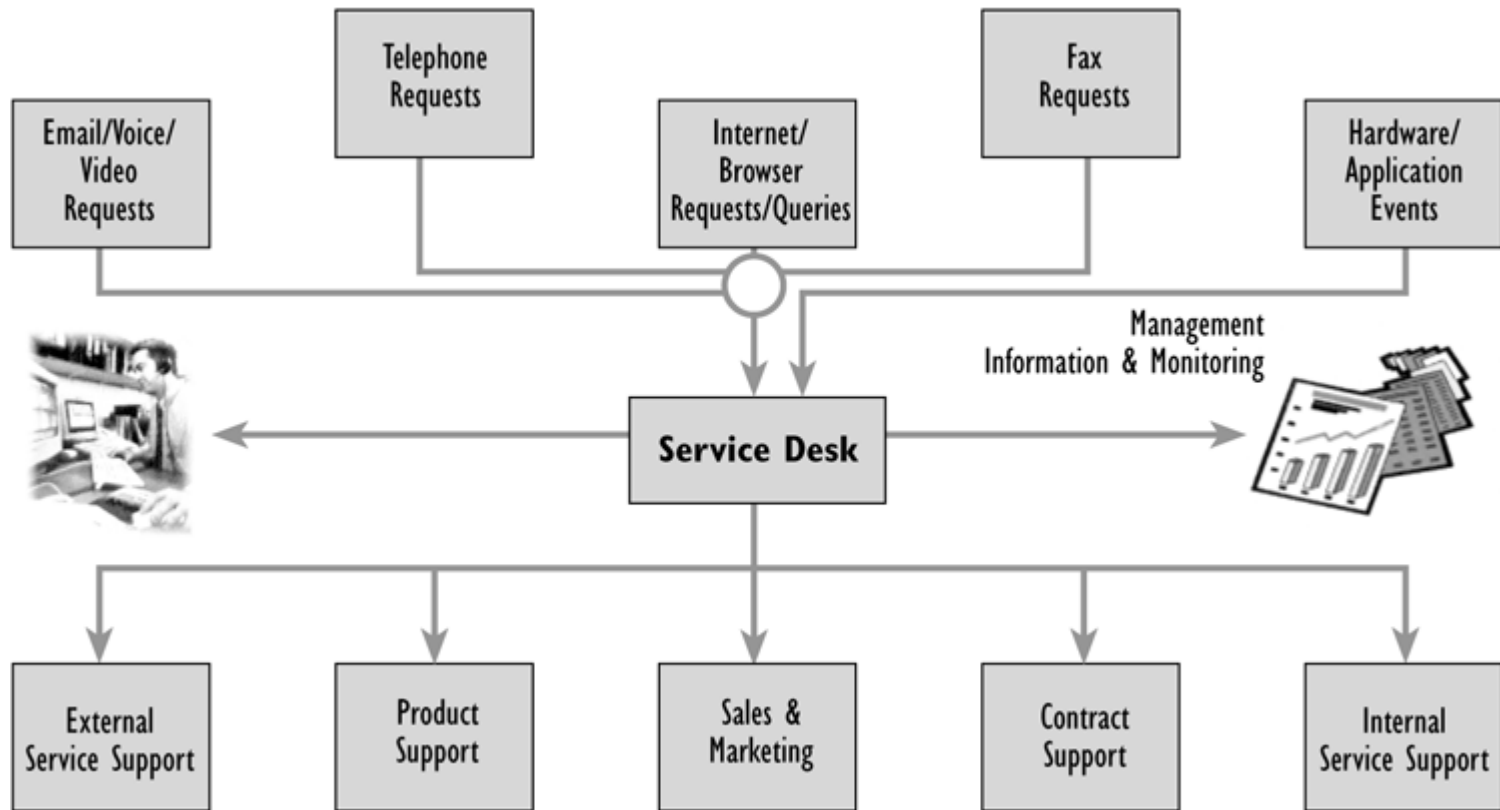 Telephone
Requests
Fax
Requests
Email/Voice/
Video
Requests
Internet/
Browser
Requests/Queries
Hardware/
Application
Events
Management
Information & Monitoring
Service Desk
External
Service Support
Product
Support
Sales &
Marketing
Contract
Support
Internal
Service Support